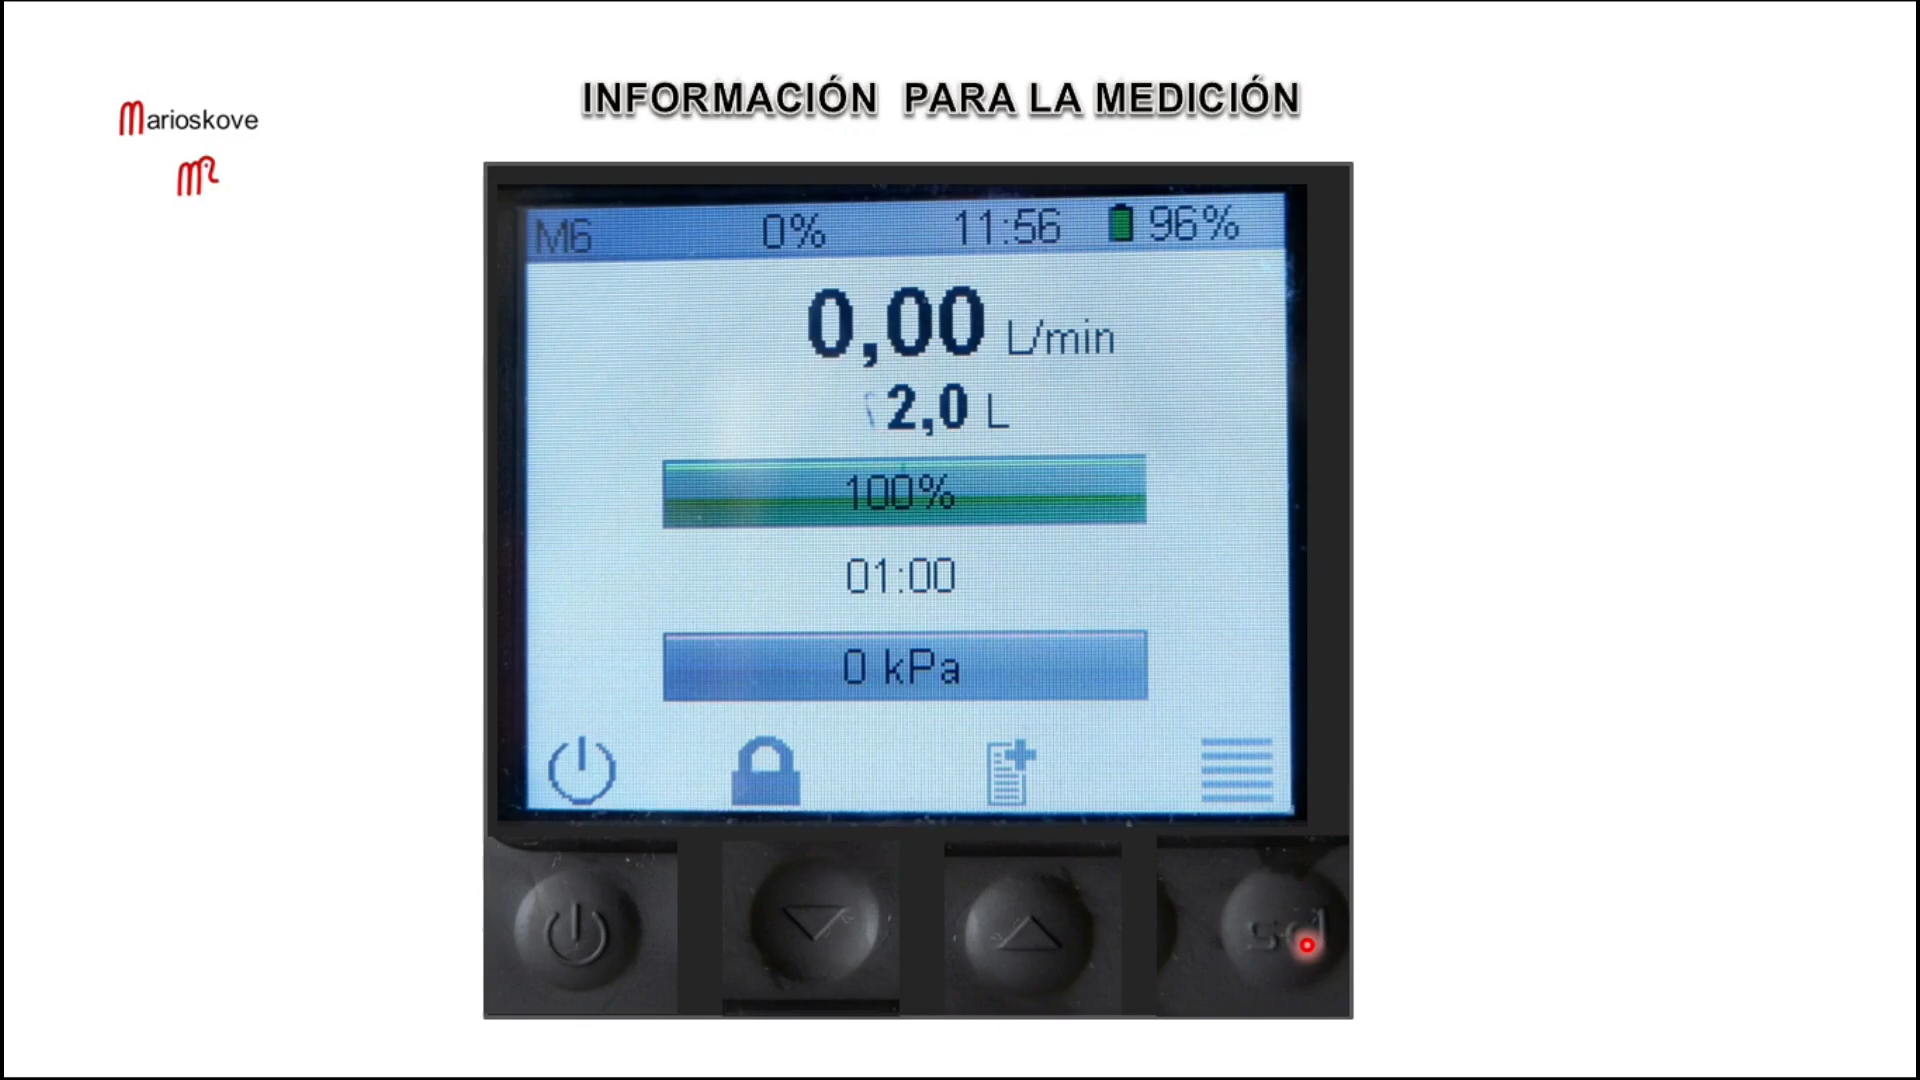 INFORMACIÓN PARA LA MEDICIÓN
Marioskove
M6 0% 11:56 96%
0,00 L/min
2,0 L
100%
01:00
0 kPa
sd